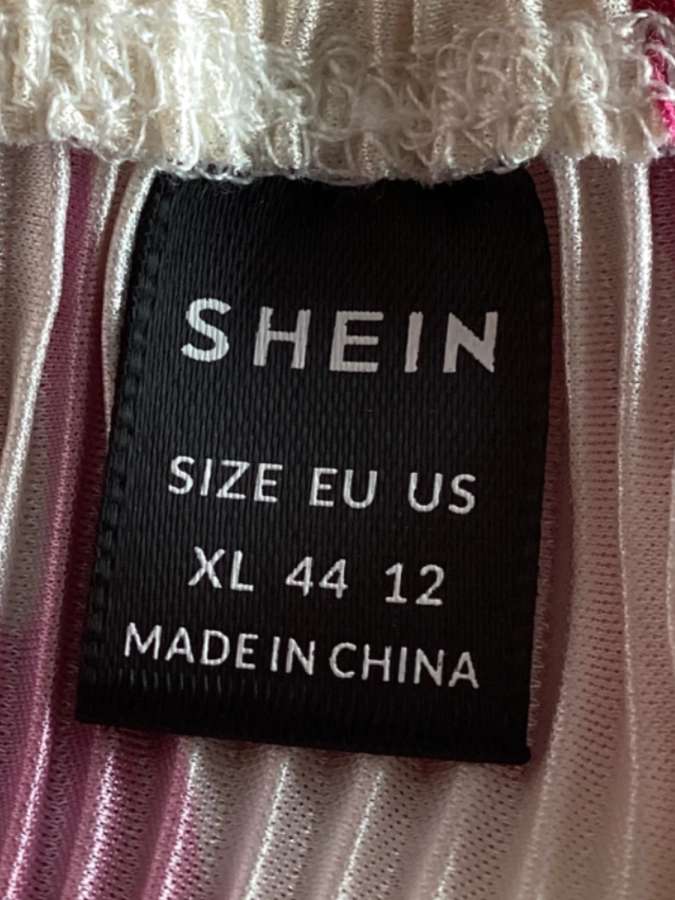 SHEIN
SIZE EU US
XL 44 12
MADE IN CHINA